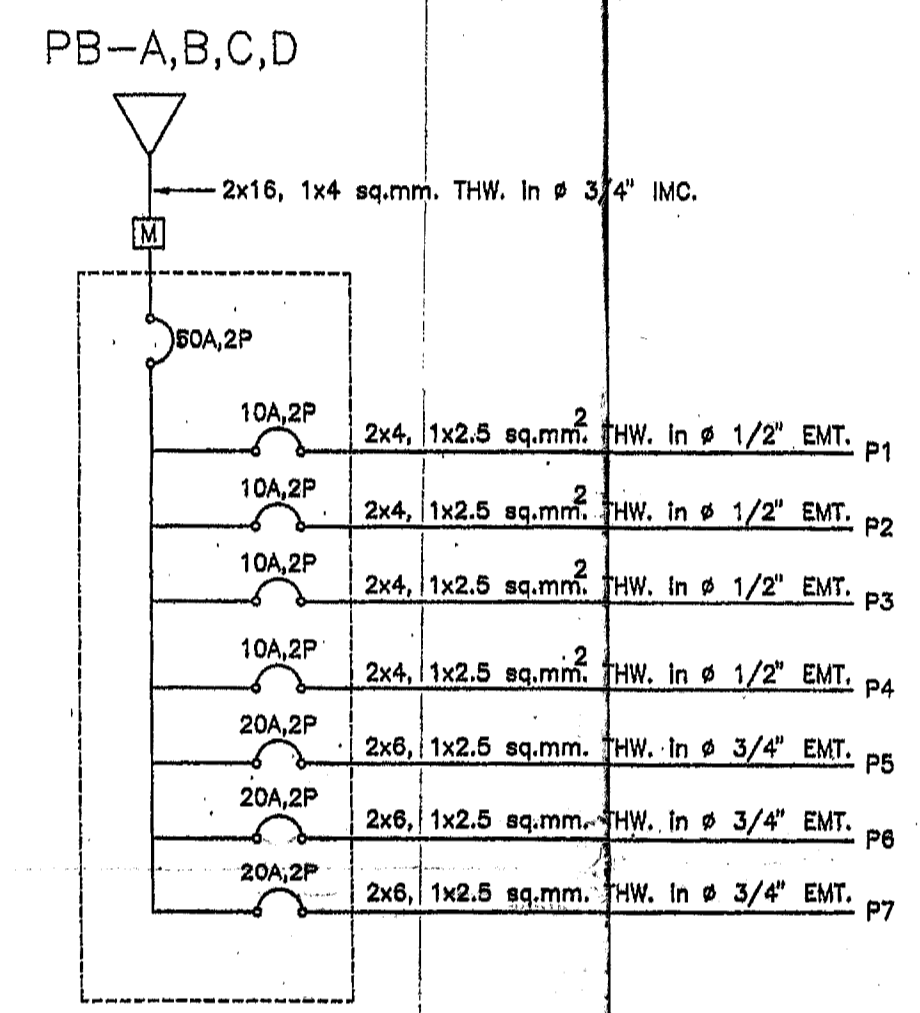 PB-A,B,C,D
2x16, 1x4 sq.mm. THW. in ø 3/4" IMC.
M
50A,2P
10A,2P 2x4, 1x2.5 sq.mm.² THW. in ø 1/2" EMT. P1
10A,2P 2x4, 1x2.5 sq.mm.² THW. in ø 1/2" EMT. P2
10A,2P 2x4, 1x2.5 sq.mm.² THW. in ø 1/2" EMT. P3
10A,2P 2x4, 1x2.5 sq.mm.² THW. in ø 1/2" EMT. P4
20A,2P 2x6, 1x2.5 sq.mm. THW. in ø 3/4" EMT. P5
20A,2P 2x6, 1x2.5 sq.mm. THW. in ø 3/4" EMT. P6
20A,2P 2x6, 1x2.5 sq.mm. THW. in ø 3/4" EMT. P7